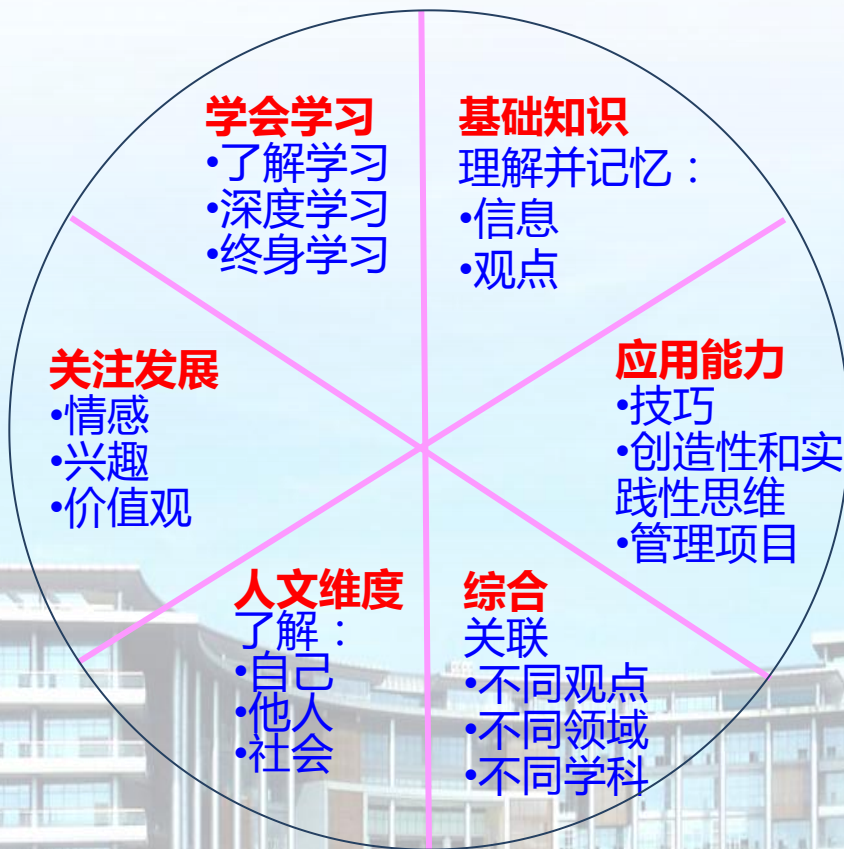 学会学习
•了解学习
•深度学习
•终身学习
基础知识
理解并记忆：
•信息
•观点
关注发展
•情感
•兴趣
•价值观
应用能力
•技巧
•创造性和实
践性思维
•管理项目
人文维度
了解：
•自己
•他人
•社会
综合
关联
•不同观点
•不同领域
•不同学科